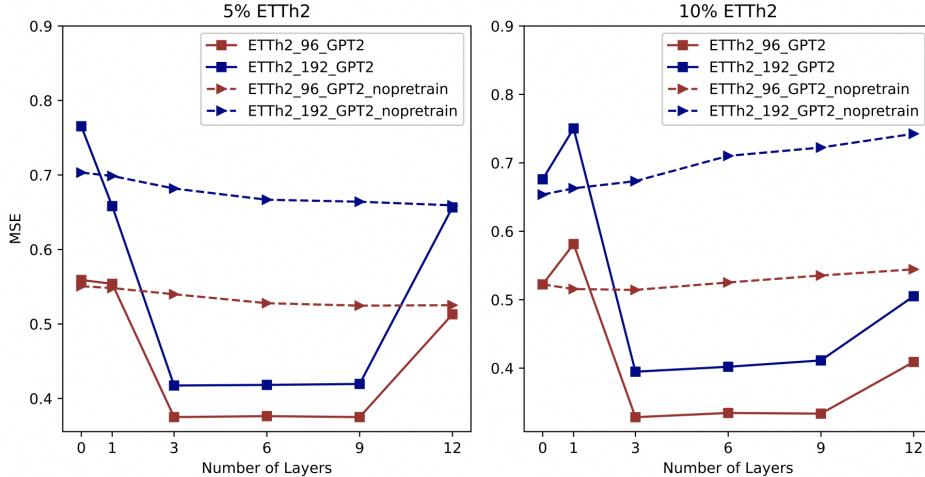 5% ETTh2
ETTh2_96_GPT2
ETTh2_192_GPT2
ETTh2_96_GPT2_nopretrain
ETTh2_192_GPT2_nopretrain
0.9
0.8
0.7
0.6
0.5
0.4
MSE
0 1 3 6 9 12
Number of Layers
10% ETTh2
ETTh2_96_GPT2
ETTh2_192_GPT2
ETTh2_96_GPT2_nopretrain
ETTh2_192_GPT2_nopretrain
0.9
0.8
0.7
0.6
0.5
0.4
0 1 3 6 9 12
Number of Layers